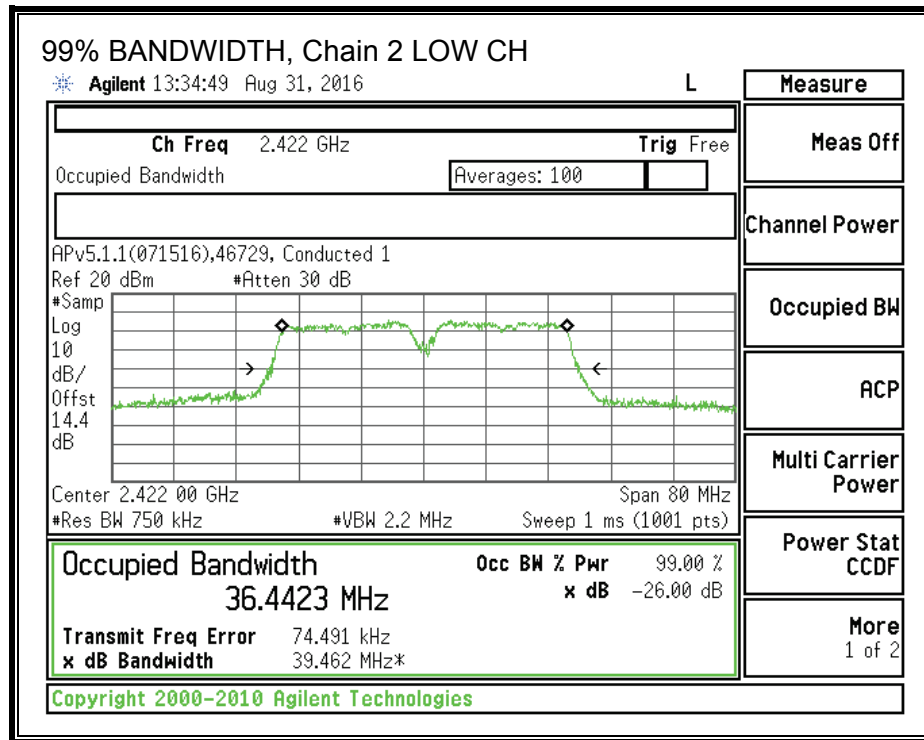 99% BANDWIDTH, Chain 2 LOW CH
Agilent 13:34:49 Aug 31, 2016 L
Measure
Ch Freq 2.422 GHz Trig Free
Meas Off
Occupied Bandwidth Averages: 100
Channel Power
APv5.1.1(071516),46729, Conducted 1
Ref 20 dBm #Atten 30 dB
#Samp
Log
10
dB/
Offst
14.4
dB
Occupied BW
ACP
Multi Carrier
Power
Center 2.422 00 GHz Span 80 MHz
#Res BW 750 kHz #VBW 2.2 MHz Sweep 1 ms (1001 pts)
Power Stat
CCDF
Occupied Bandwidth Occ BW % Pwr 99.00 %
36.4423 MHz x dB -26.00 dB
Transmit Freq Error 74.491 kHz
x dB Bandwidth 39.462 MHz*
More
1 of 2
Copyright 2000-2010 Agilent Technologies